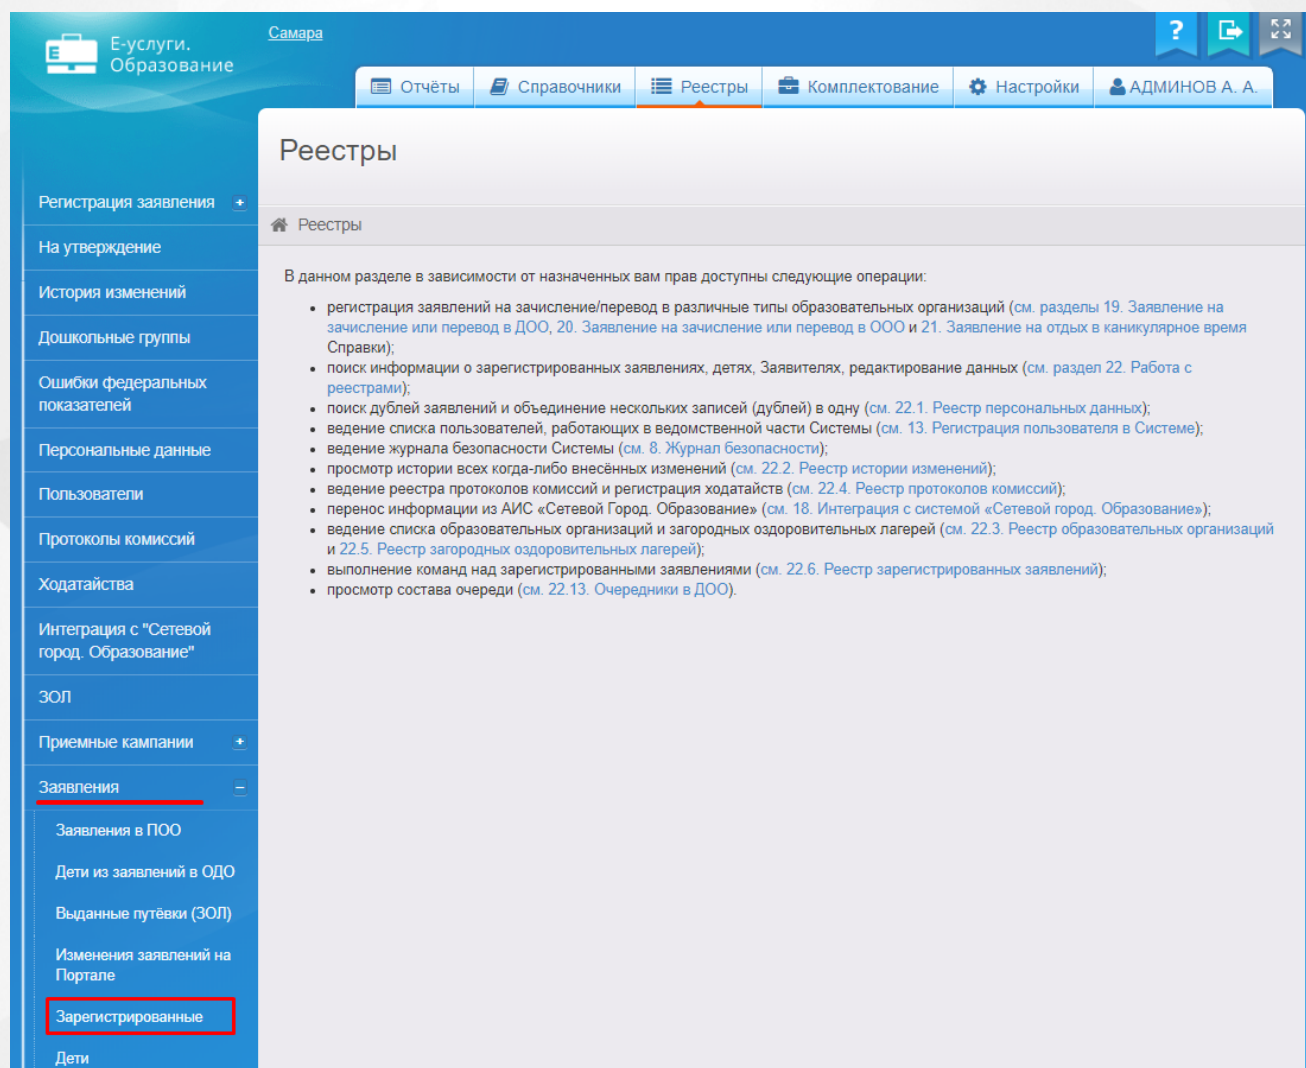 Е-услуги.
Образование
Самара
?
Отчёты
Справочники
Реестры
Комплектование
Настройки
АДМИНОВ А. А.
Реестры
Реестры
Регистрация заявления
На утверждение
История изменений
Дошкольные группы
Ошибки федеральных
показателей
Персональные данные
Пользователи
Протоколы комиссий
Ходатайства
Интеграция с "Сетевой
город. Образование"
ЗОЛ
Приемные кампании
Заявления
Заявления в ПОО
Дети из заявлений в ОДО
Выданные путёвки (ЗОЛ)
Изменения заявлений на
Портале
Зарегистрированные
Дети
В данном разделе в зависимости от назначенных вам прав доступны следующие операции:
• регистрация заявлений на зачисление/перевод в различные типы образовательных организаций (см. разделы 19. Заявление на
зачисление или перевод в ДОО, 20. Заявление на зачисление или перевод в ООО и 21. Заявление на отдых в каникулярное время
Справки);
• поиск информации о зарегистрированных заявлениях, детях, Заявителях, редактирование данных (см. раздел 22. Работа с
реестрами);
• поиск дублей заявлений и объединение нескольких записей (дублей) в одну (см. 22.1. Реестр персональных данных);
• ведение списка пользователей, работающих в ведомственной части Системы (см. 13. Регистрация пользователя в Системе);
• ведение журнала безопасности Системы (см. 8. Журнал безопасности);
• просмотр истории всех когда-либо внесённых изменений (см. 22.2. Реестр истории изменений);
• ведение реестра протоколов комиссий и регистрация ходатайств (см. 22.4. Реестр протоколов комиссий);
• перенос информации из АИС «Сетевой Город. Образование» (см. 18. Интеграция с системой «Сетевой город. Образование»);
• ведение списка образовательных организаций и загородных оздоровительных лагерей (см. 22.3. Реестр образовательных организаций
и 22.5. Реестр загородных оздоровительных лагерей);
• выполнение команд над зарегистрированными заявлениями (см. 22.6. Реестр зарегистрированных заявлений);
• просмотр состава очереди (см. 22.13. Очередники в ДОО).